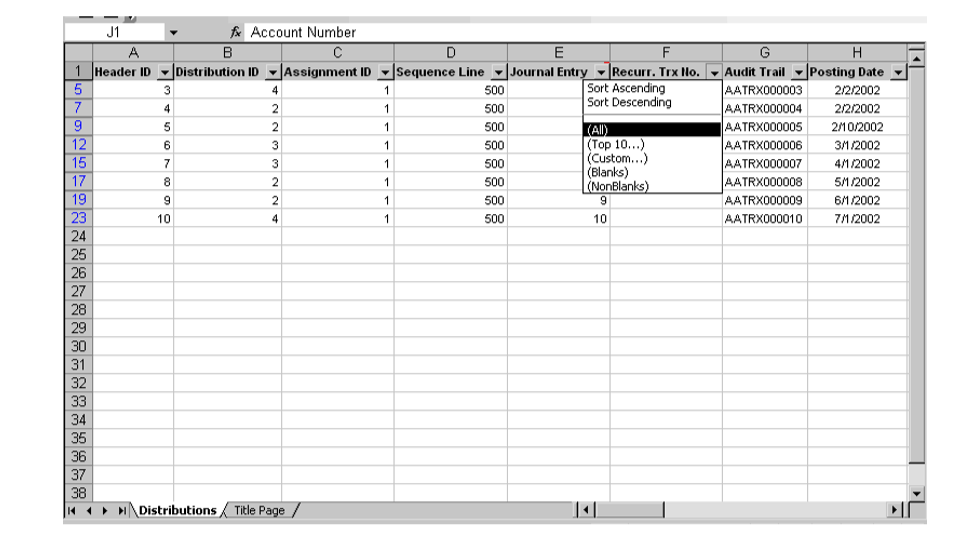 J1 fx Account Number
A B C D E F G H
1 Header ID Distribution ID Assignment ID Sequence Line Journal Entry Recurr. Trx No. Audit Trail Posting Date
5 3 4 1 500 AATRX000003 2/2/2002
7 4 2 1 500 AATRX000004 2/2/2002
9 5 2 1 500 AATRX000005 2/10/2002
12 6 3 1 500 AATRX000006 3/1/2002
15 7 3 1 500 AATRX000007 4/1/2002
17 8 2 1 500 AATRX000008 5/1/2002
19 9 2 1 500 9 AATRX000009 6/1/2002
23 10 4 1 500 10 AATRX000010 7/1/2002
Sort Ascending
Sort Descending
(All)
(Top 10...)
(Custom...)
(Blanks)
(NonBlanks)
24
25
26
27
28
29
30
31
32
33
34
35
36
37
38
Distributions Title Page